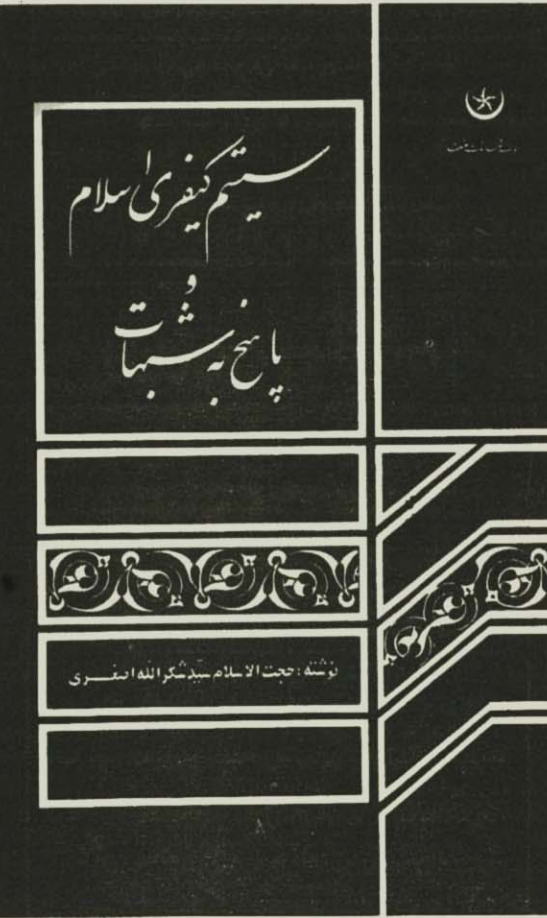 سیستم کیفری اسلام
و
پاسخ به شبهات
نوشته: حجت الاسلام سید شکرالله اصغری